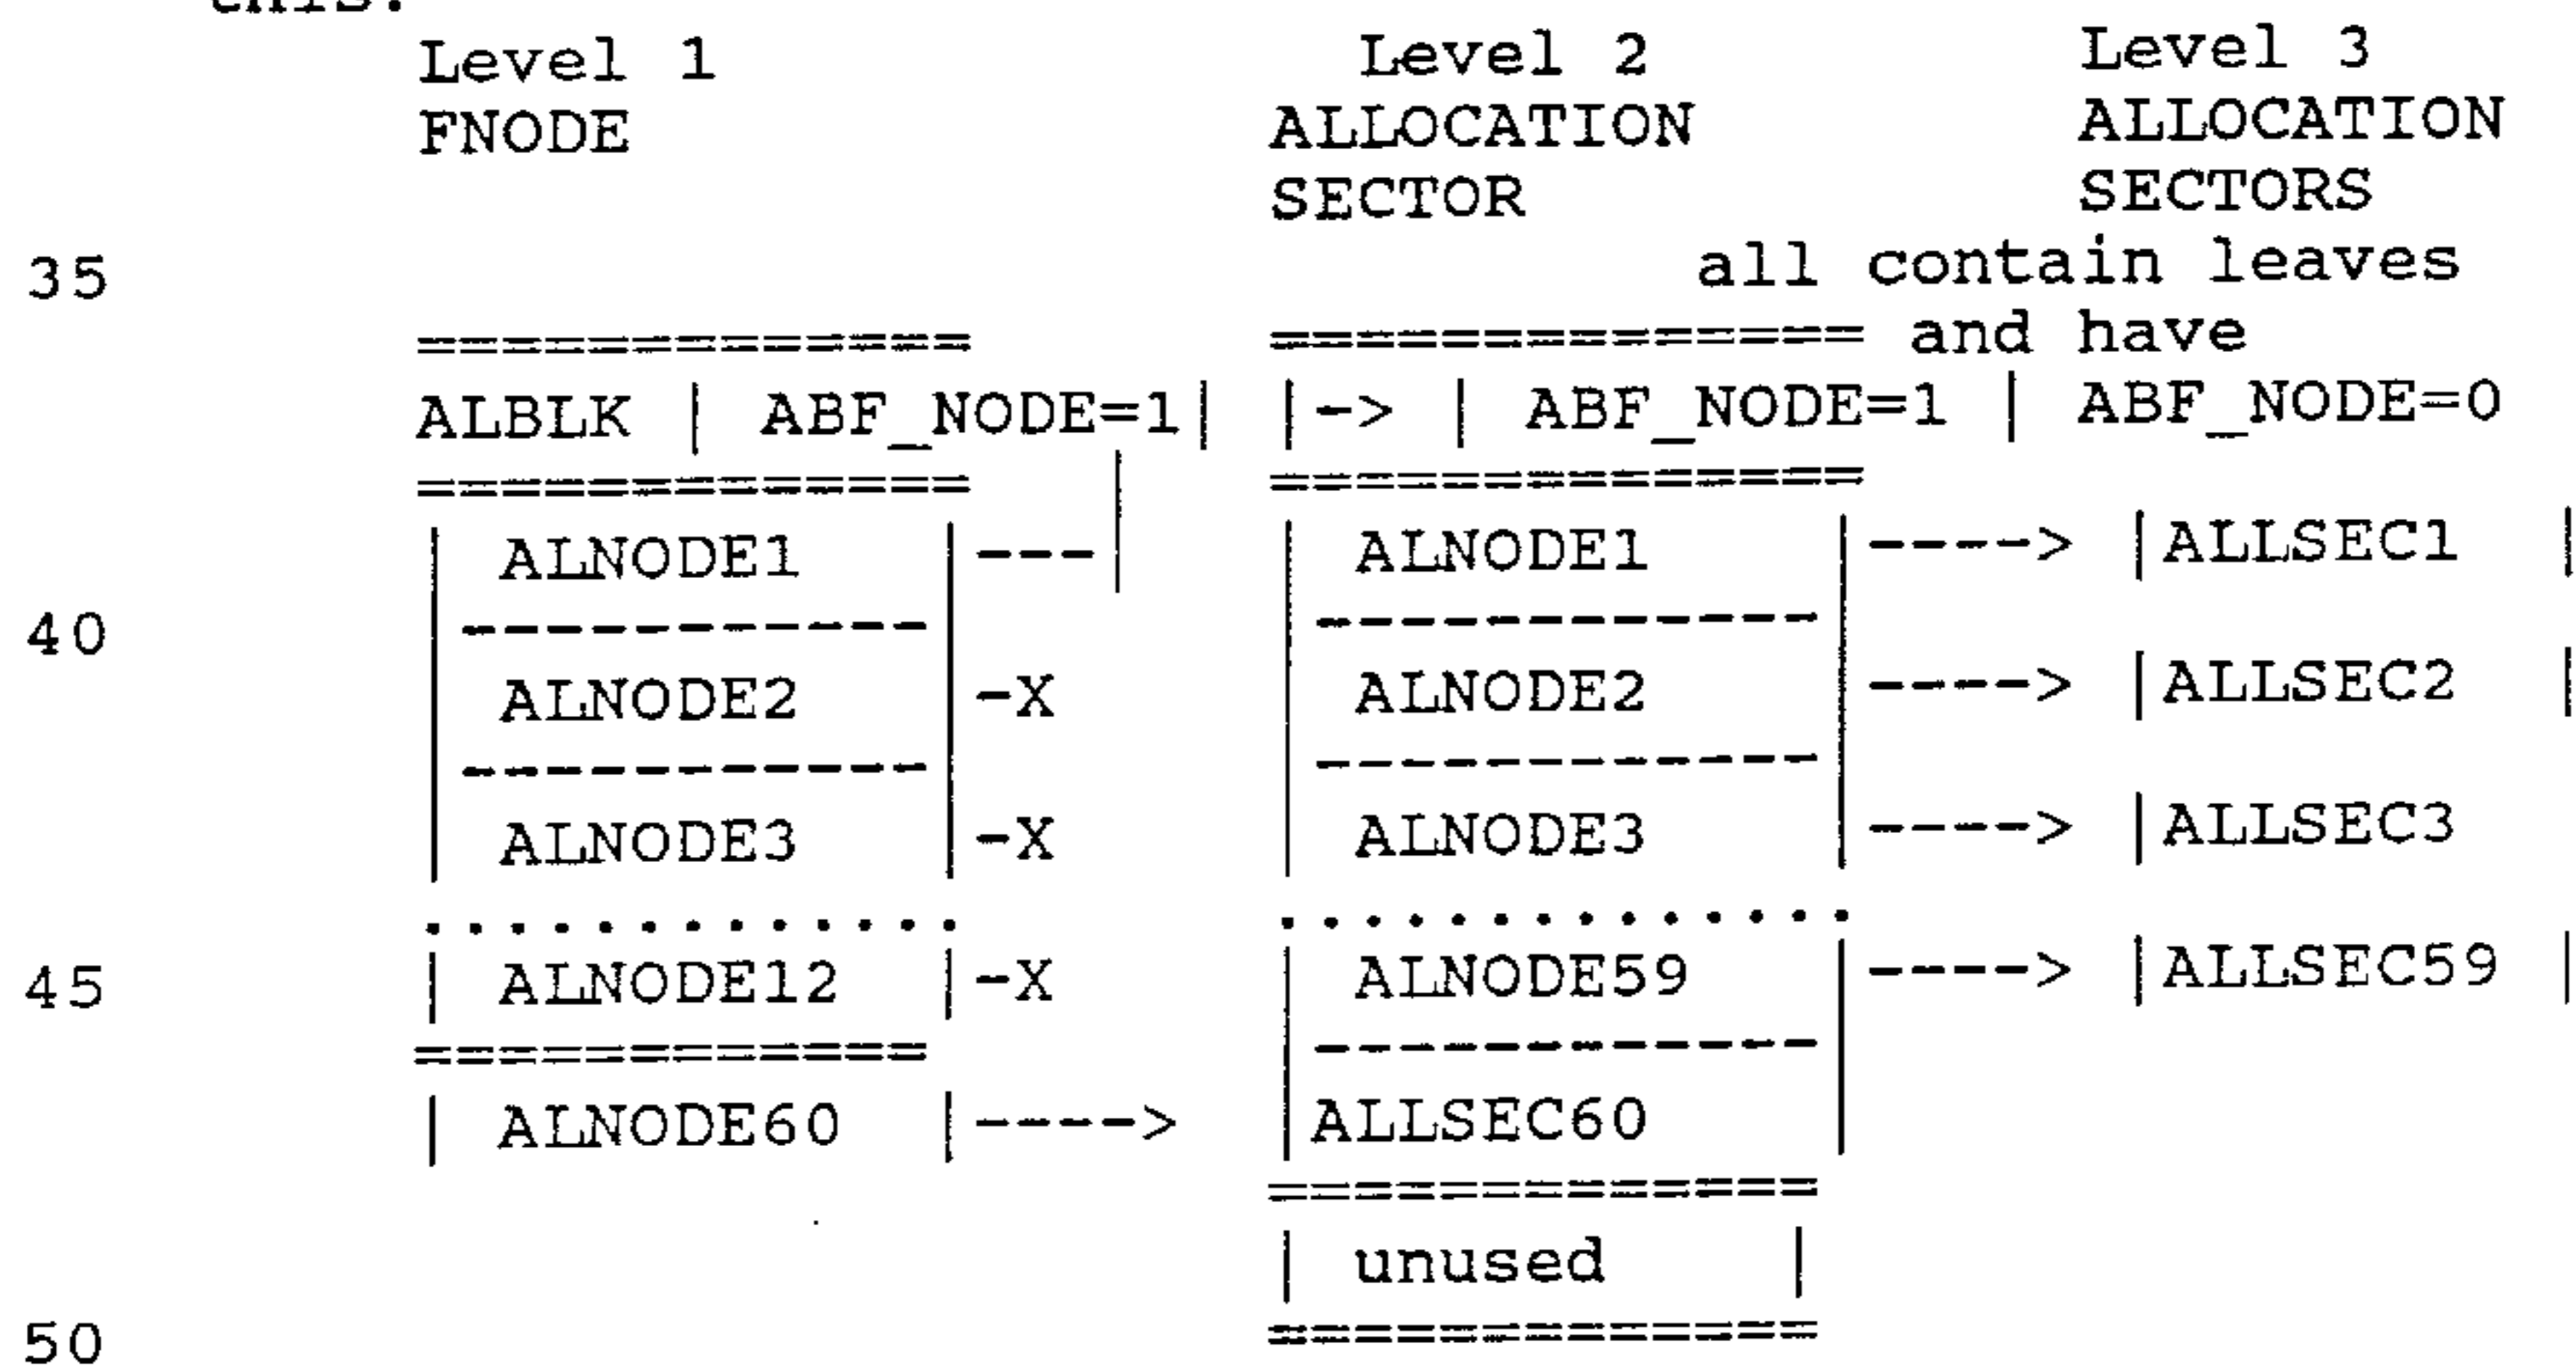 this:
Level 1 Level 2 Level 3
FNODE ALLOCATION ALLOCATION
SECTOR SECTORS
35 all contain leaves
============= ============== and have
ALBLK | ABF_NODE=1| |-> | ABF_NODE=1 | ABF_NODE=0
============= | ==============
| ALNODE1 |---| | ALNODE1 |----> |ALLSEC1 |
40 |----------- | | ------------ |
| ALNODE2 |-X | ALNODE2 |----> |ALLSEC2 |
|----------- | | ------------ |
| ALNODE3 |-X | ALNODE3 |----> |ALLSEC3
............. ..............
45 | ALNODE12 |-X | ALNODE59 |----> |ALLSEC59 |
============ | ------------ |
| ALNODE60 |----> |ALLSEC60 |
=============
| unused |
50 =============